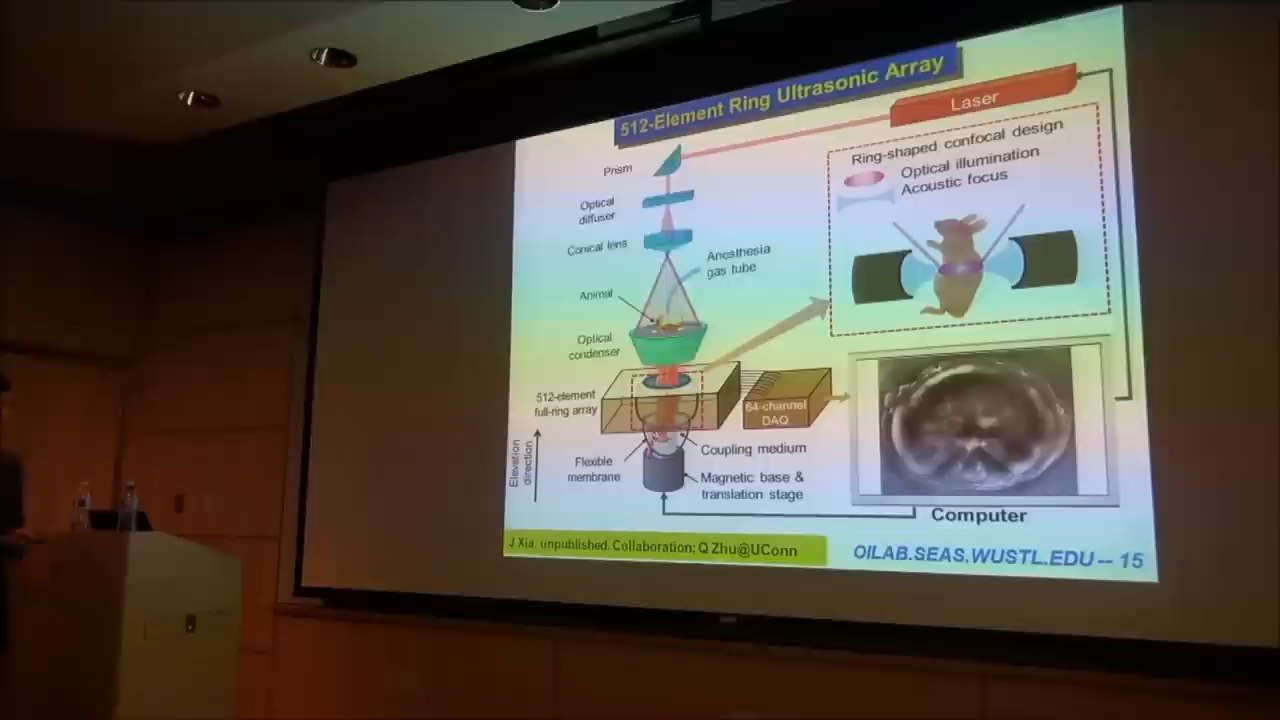 512-Element Ring Ultrasonic Array
Laser
Prism
Optical
diffuser
Conical lens
Anesthesia
gas tube
Animal
Optical
condenser
512-element
full-ring array
64-channel
DAQ
Elevation
direction
Flexible
membrane
Coupling medium
Magnetic base &
translation stage
Ring-shaped confocal design
Optical illumination
Acoustic focus
Computer
J Xia, unpublished. Collaboration: Q Zhu@UConn
OILAB.SEAS.WUSTL.EDU -- 15